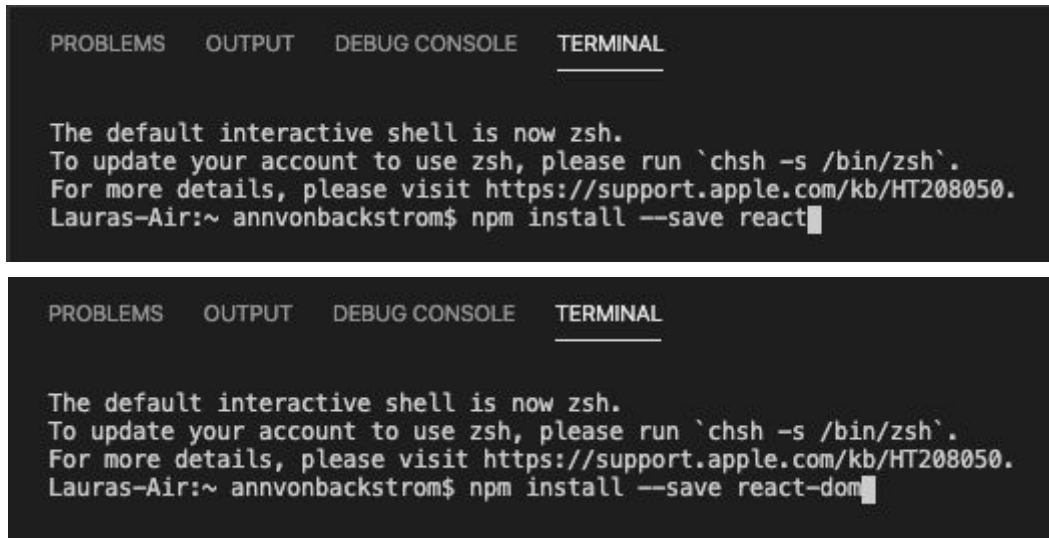 PROBLEMS OUTPUT DEBUG CONSOLE TERMINAL
The default interactive shell is now zsh.
To update your account to use zsh, please run `chsh -s /bin/zsh`.
For more details, please visit https://support.apple.com/kb/HT208050.
Lauras-Air:~ annvonbackstrom$ npm install --save react
PROBLEMS OUTPUT DEBUG CONSOLE TERMINAL
The default interactive shell is now zsh.
To update your account to use zsh, please run `chsh -s /bin/zsh`.
For more details, please visit https://support.apple.com/kb/HT208050.
Lauras-Air:~ annvonbackstrom$ npm install --save react-dom